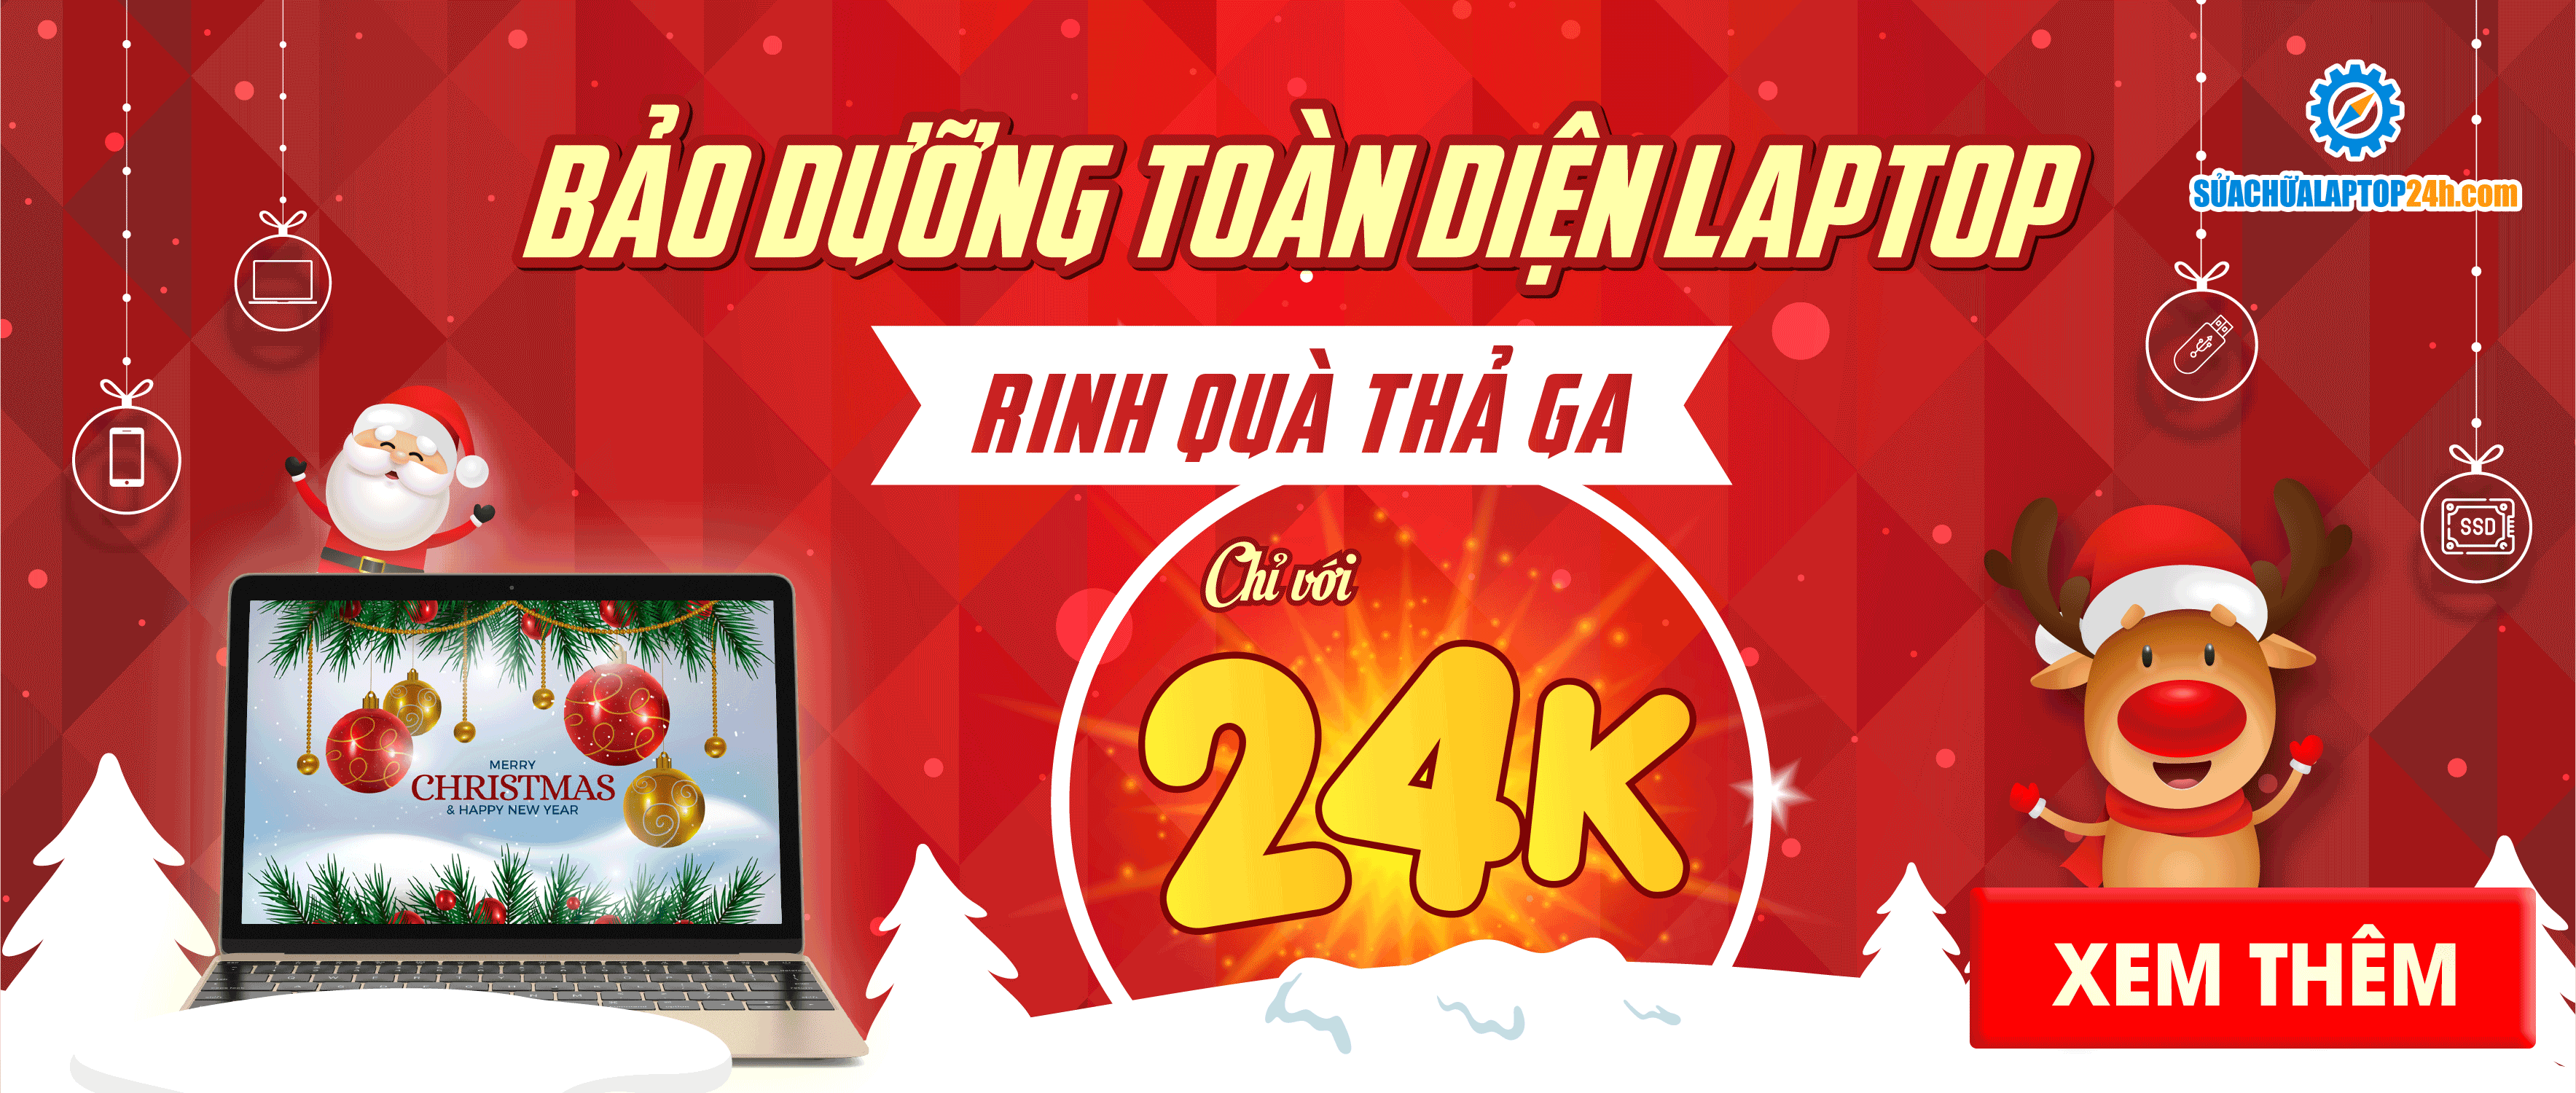 BẢO DƯỠNG TOÀN DIỆN LAPTOP
SỬACHỮALAPTOP24h.com
RINH QUÀ THẢ GA
Chỉ với
24K
SSD
MERRY
CHRISTMAS
& HAPPY NEW YEAR
XEM THÊM